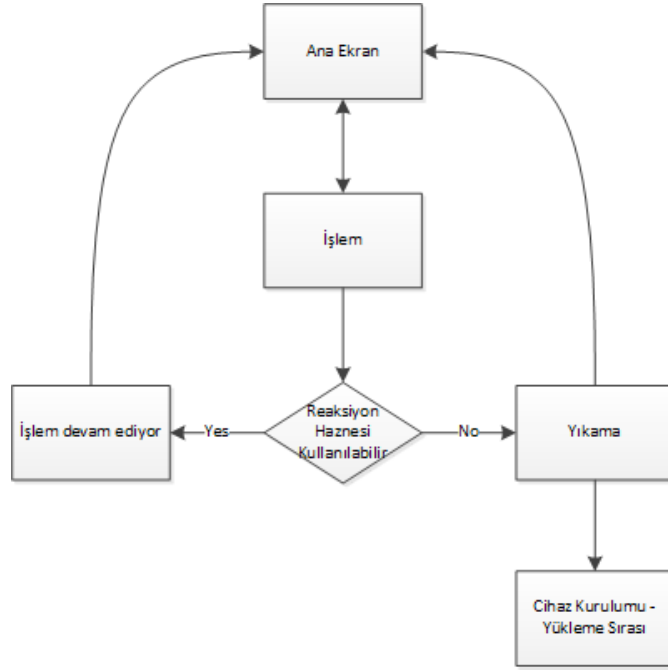 Ana Ekran
İşlem
Reaksiyon
Haznesi
Kullanılabilir
İşlem devam ediyor
Yes
No
Yıkama
Cihaz Kurulumu -
Yükleme Sırası